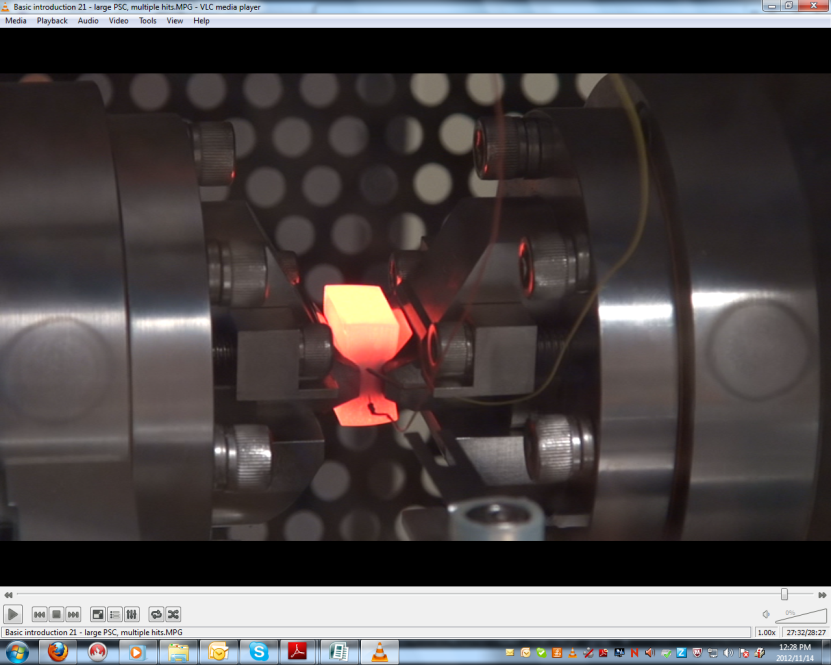 Basic introduction 21 - large PSC, multiple hits.MPG - VLC media player
Media Playback Audio Video Tools View Help
0%
Basic introduction 21 - large PSC, multiple hits.MPG 1.00x 27:32/28:27
12:28 PM
2012/11/14